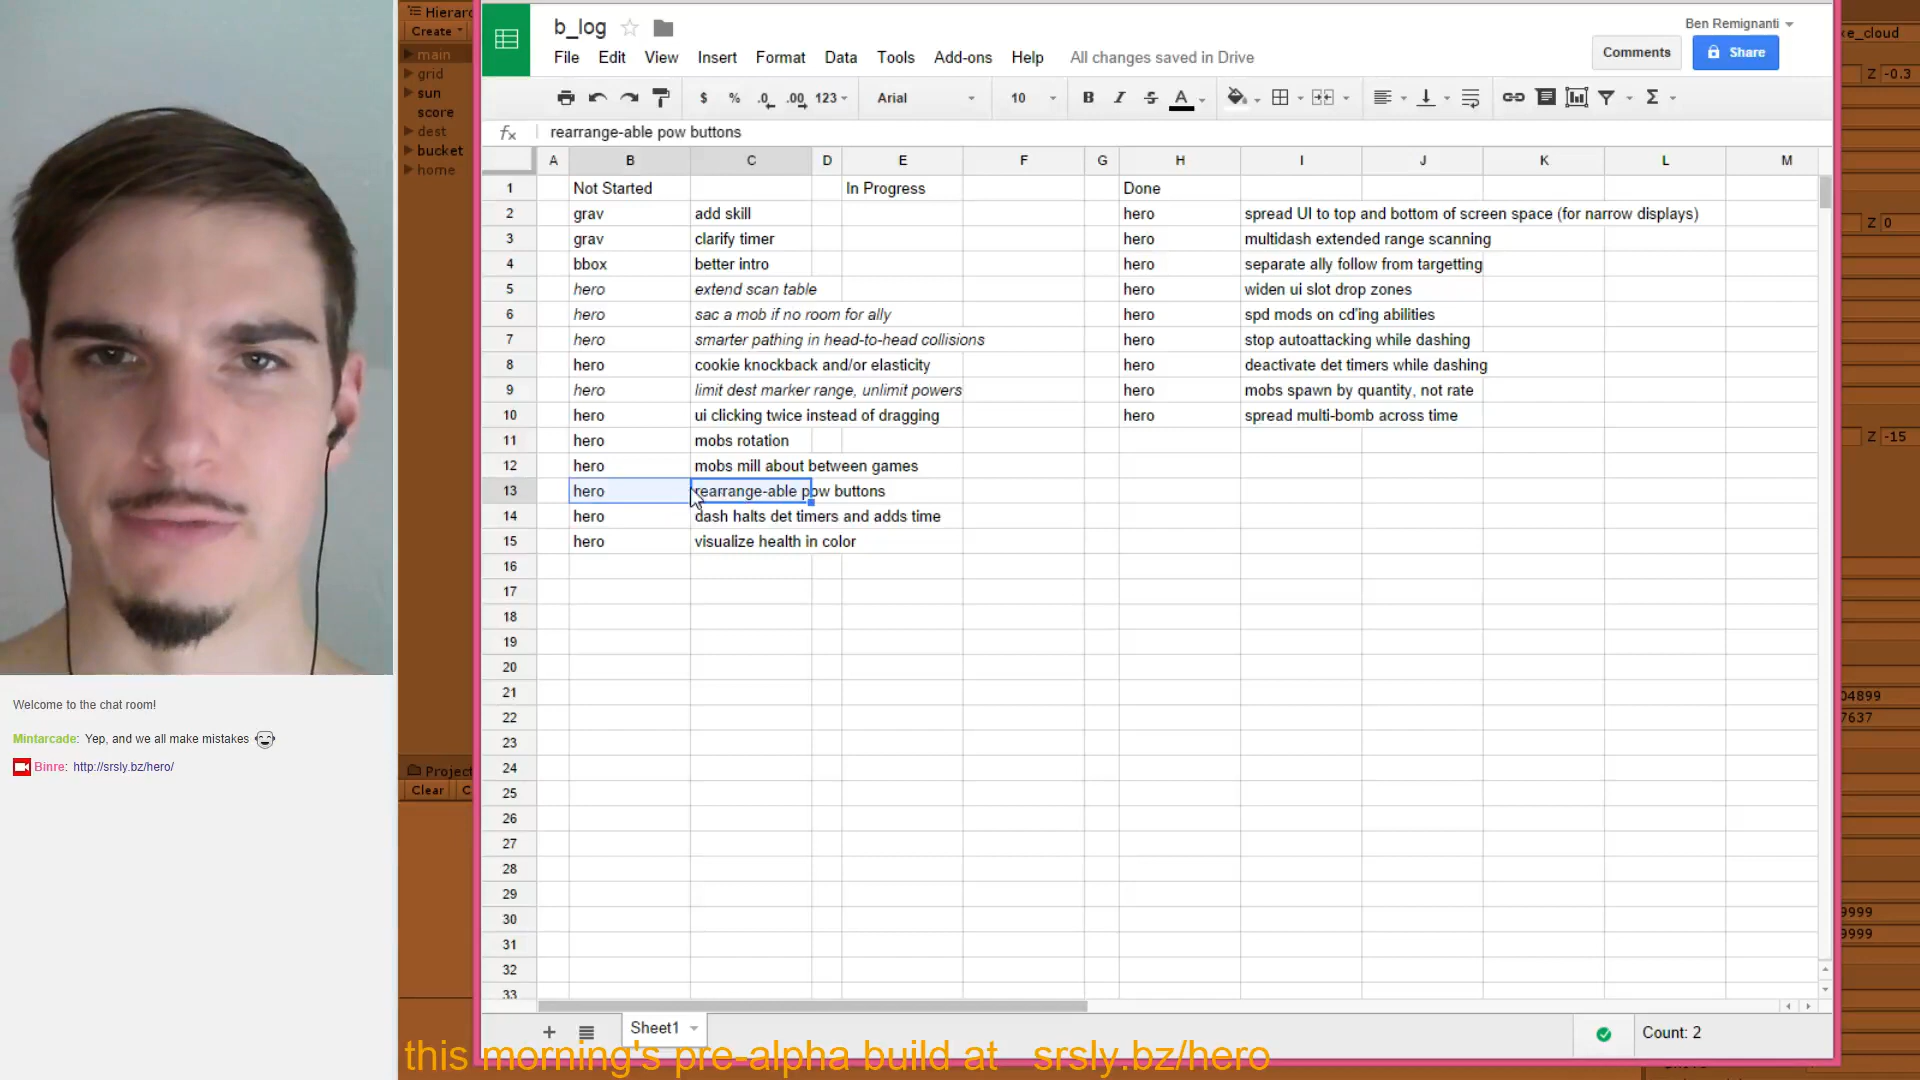 Hierarc
Create
main
grid
sun
score
dest
bucket
home
b_log
Ben Remignanti
File Edit View Insert Format Data Tools Add-ons Help All changes saved in Drive
Comments
Share
$ % .0 .00 123 Arial 10 B I S A Σ
fx rearrange-able pow buttons
A B C D E F G H I J K L M
1 Not Started In Progress Done
2 grav add skill hero spread UI to top and bottom of screen space (for narrow displays)
3 grav clarify timer hero multidash extended range scanning
4 bbox better intro hero separate ally follow from targetting
5 hero extend scan table hero widen ui slot drop zones
6 hero sac a mob if no room for ally hero spd mods on cd'ing abilities
7 hero smarter pathing in head-to-head collisions hero stop autoattacking while dashing
8 hero cookie knockback and/or elasticity hero deactivate det timers while dashing
9 hero limit dest marker range, unlimit powers hero mobs spawn by quantity, not rate
10 hero ui clicking twice instead of dragging hero spread multi-bomb across time
11 hero mobs rotation
12 hero mobs mill about between games
13 hero rearrange-able pow buttons
14 hero dash halts det timers and adds time
15 hero visualize health in color
16
17
18
19
20
21
22
23
24
25
26
27
28
29
30
31
32
33
Sheet1
Count: 2
Welcome to the chat room!
Mintarcade: Yep, and we all make mistakes
Binre: http://srsly.bz/hero/
Project
Clear C
ke_cloud
Z -0.3
Z 0
Z -15
04899
7637
9999
9999
this morning's pre-alpha build at srsly.bz/hero